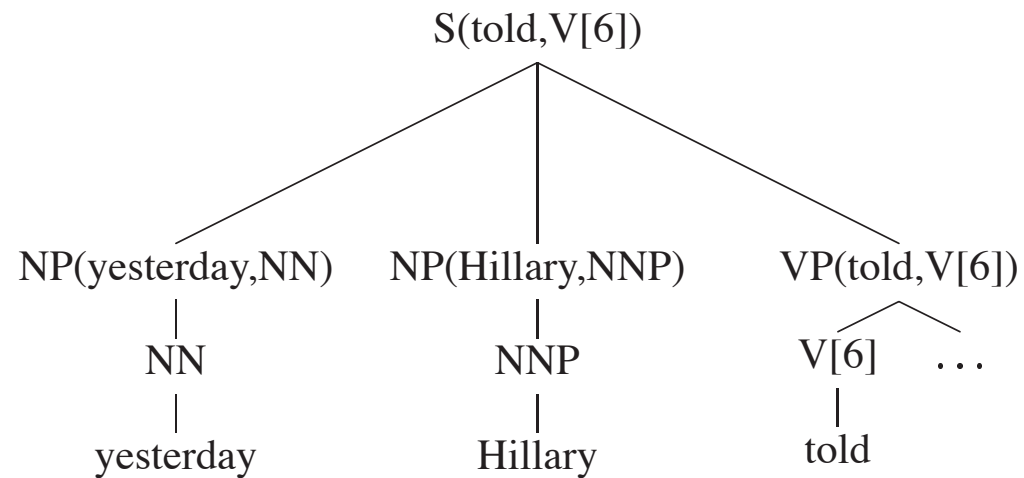 S(told,V[6])
NP(yesterday,NN) NP(Hillary,NNP) VP(told,V[6])
NN NNP V[6] ...
yesterday Hillary told